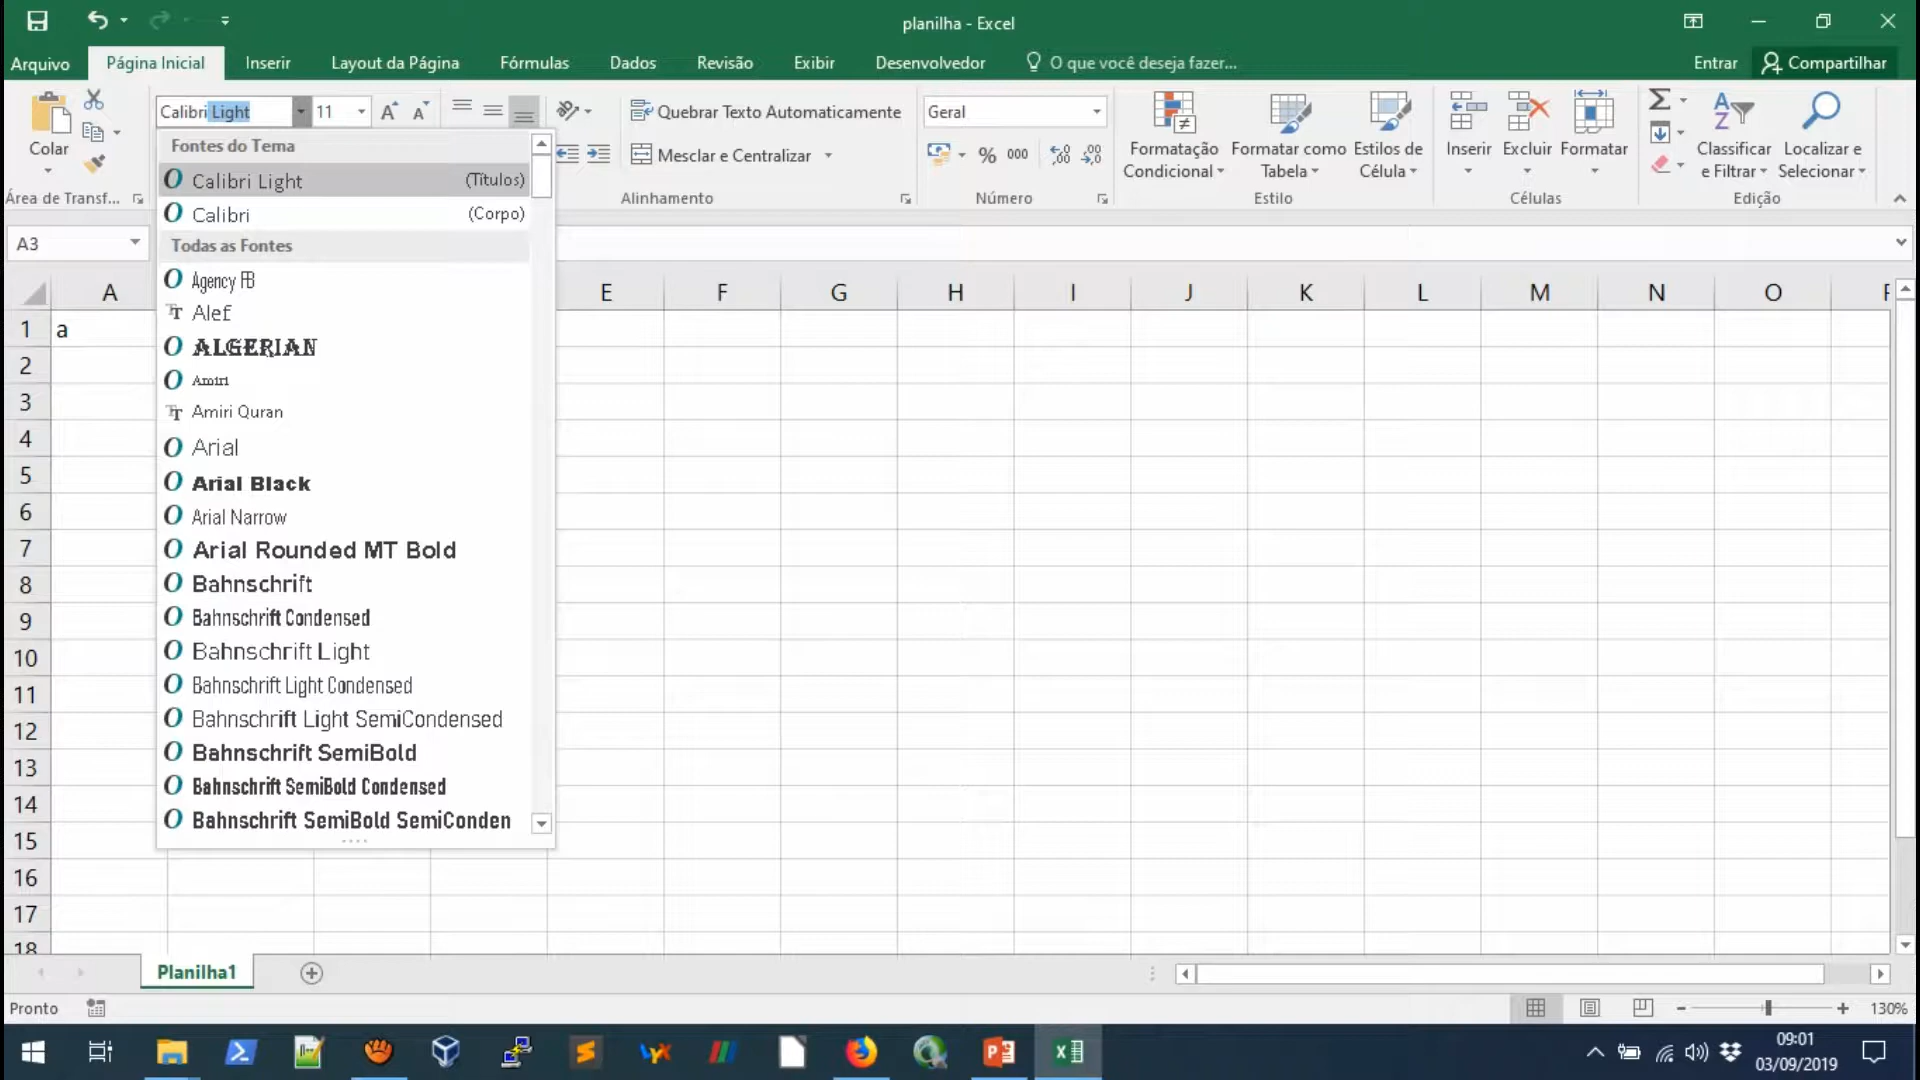 planilha - Excel
Arquivo Página Inicial Inserir Layout da Página Fórmulas Dados Revisão Exibir Desenvolvedor O que você deseja fazer... Entrar Compartilhar
Calibri Light 11 Quebrar Texto Automaticamente Geral
Colar Mesclar e Centralizar % 000 Formatação Condicional Formatar como Tabela Estilos de Célula Inserir Excluir Formatar Classificar e Filtrar Localizar e Selecionar
Área de Transf... Alinhamento Número Estilo Células Edição
Fontes do Tema
Calibri Light (Títulos)
Calibri (Corpo)
Todas as Fontes
Agency FB
Alef
ALGERIAN
Amiri
Amiri Quran
Arial
Arial Black
Arial Narrow
Arial Rounded MT Bold
Bahnschrift
Bahnschrift Condensed
Bahnschrift Light
Bahnschrift Light Condensed
Bahnschrift Light SemiCondensed
Bahnschrift SemiBold
Bahnschrift SemiBold Condensed
Bahnschrift SemiBold SemiConden
A3
A E F G H I J K L M N O
1 a
2
3
4
5
6
7
8
9
10
11
12
13
14
15
16
17
18
Planilha1
Pronto 130%
09:01
03/09/2019